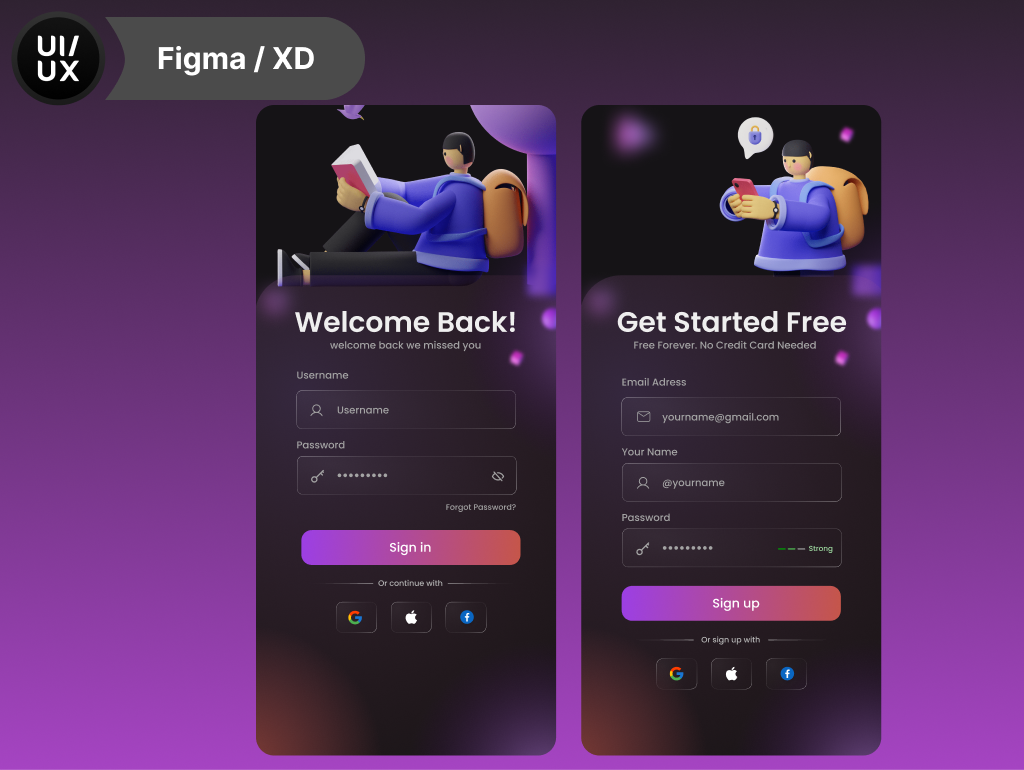 UI/
UX
Figma / XD
Welcome Back!
welcome back we missed you
Username
Username
Password
•••••••••
Forgot Password?
Sign in
Or continue with
G
f
Get Started Free
Free Forever. No Credit Card Needed
Email Adress
yourname@gmail.com
Your Name
@yourname
Password
•••••••••
Strong
Sign up
Or sign up with
G
f